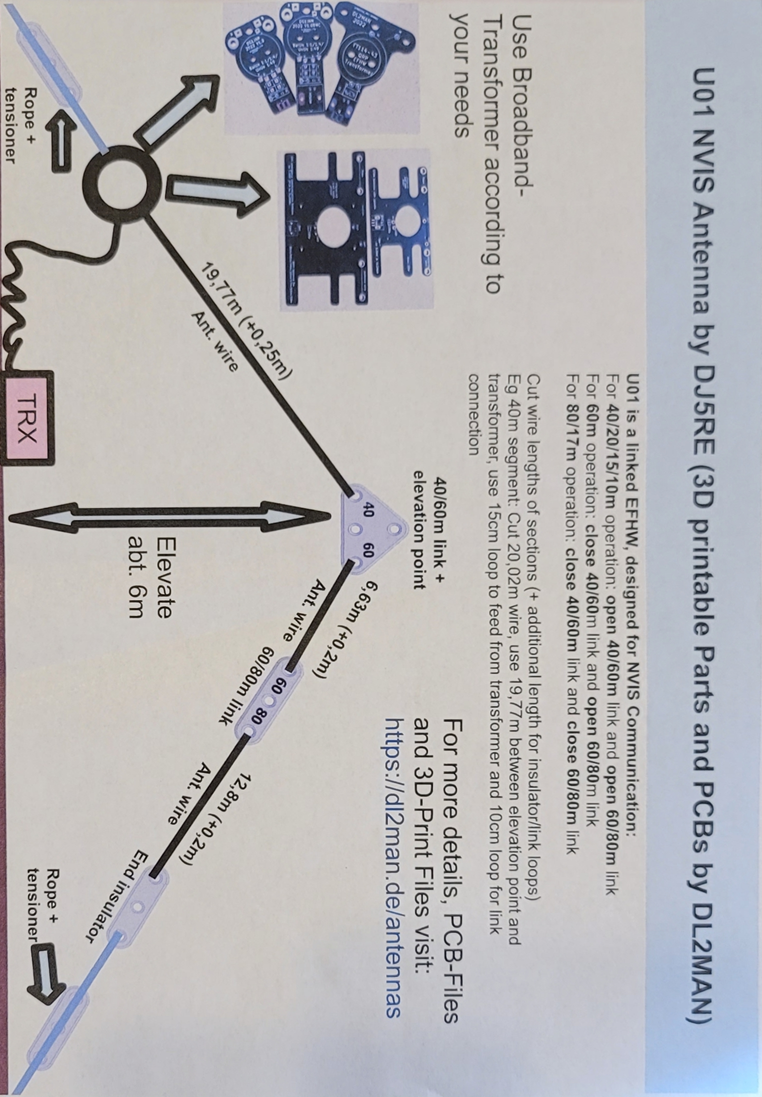 U01 NVIS Antenna by DJ5RE (3D printable Parts and PCBs by DL2MAN)
U01 is a linked EFHW, designed for NVIS Communication:
For 40/20/15/10m operation: open 40/60m link and open 60/80m link
For 60m operation: close 40/60m link and open 60/80m link
For 80/17m operation: close 40/60m link and close 60/80m link
Cut wire lengths of sections (+ additional length for insulator/link loops)
Eg 40m segment: Cut 20,02m wire, use 19,77m between elevation point and
transformer, use 15cm loop to feed from transformer and 10cm loop for link
connection
Use Broadband-
Transformer according to
your needs
DL2MAN
2022
40/60m link +
elevation point
For more details, PCB-Files
and 3D-Print Files visit:
https://dl2man.de/antennas
40
60
19,77m (+0,25m)
Ant. wire
6,63m (+0,2m)
Ant. wire
60
80
60/80m link
12,8m (+0,2m)
Ant. wire
End insulator
Elevate
abt. 6m
Rope +
tensioner
TRX
Rope +
tensioner